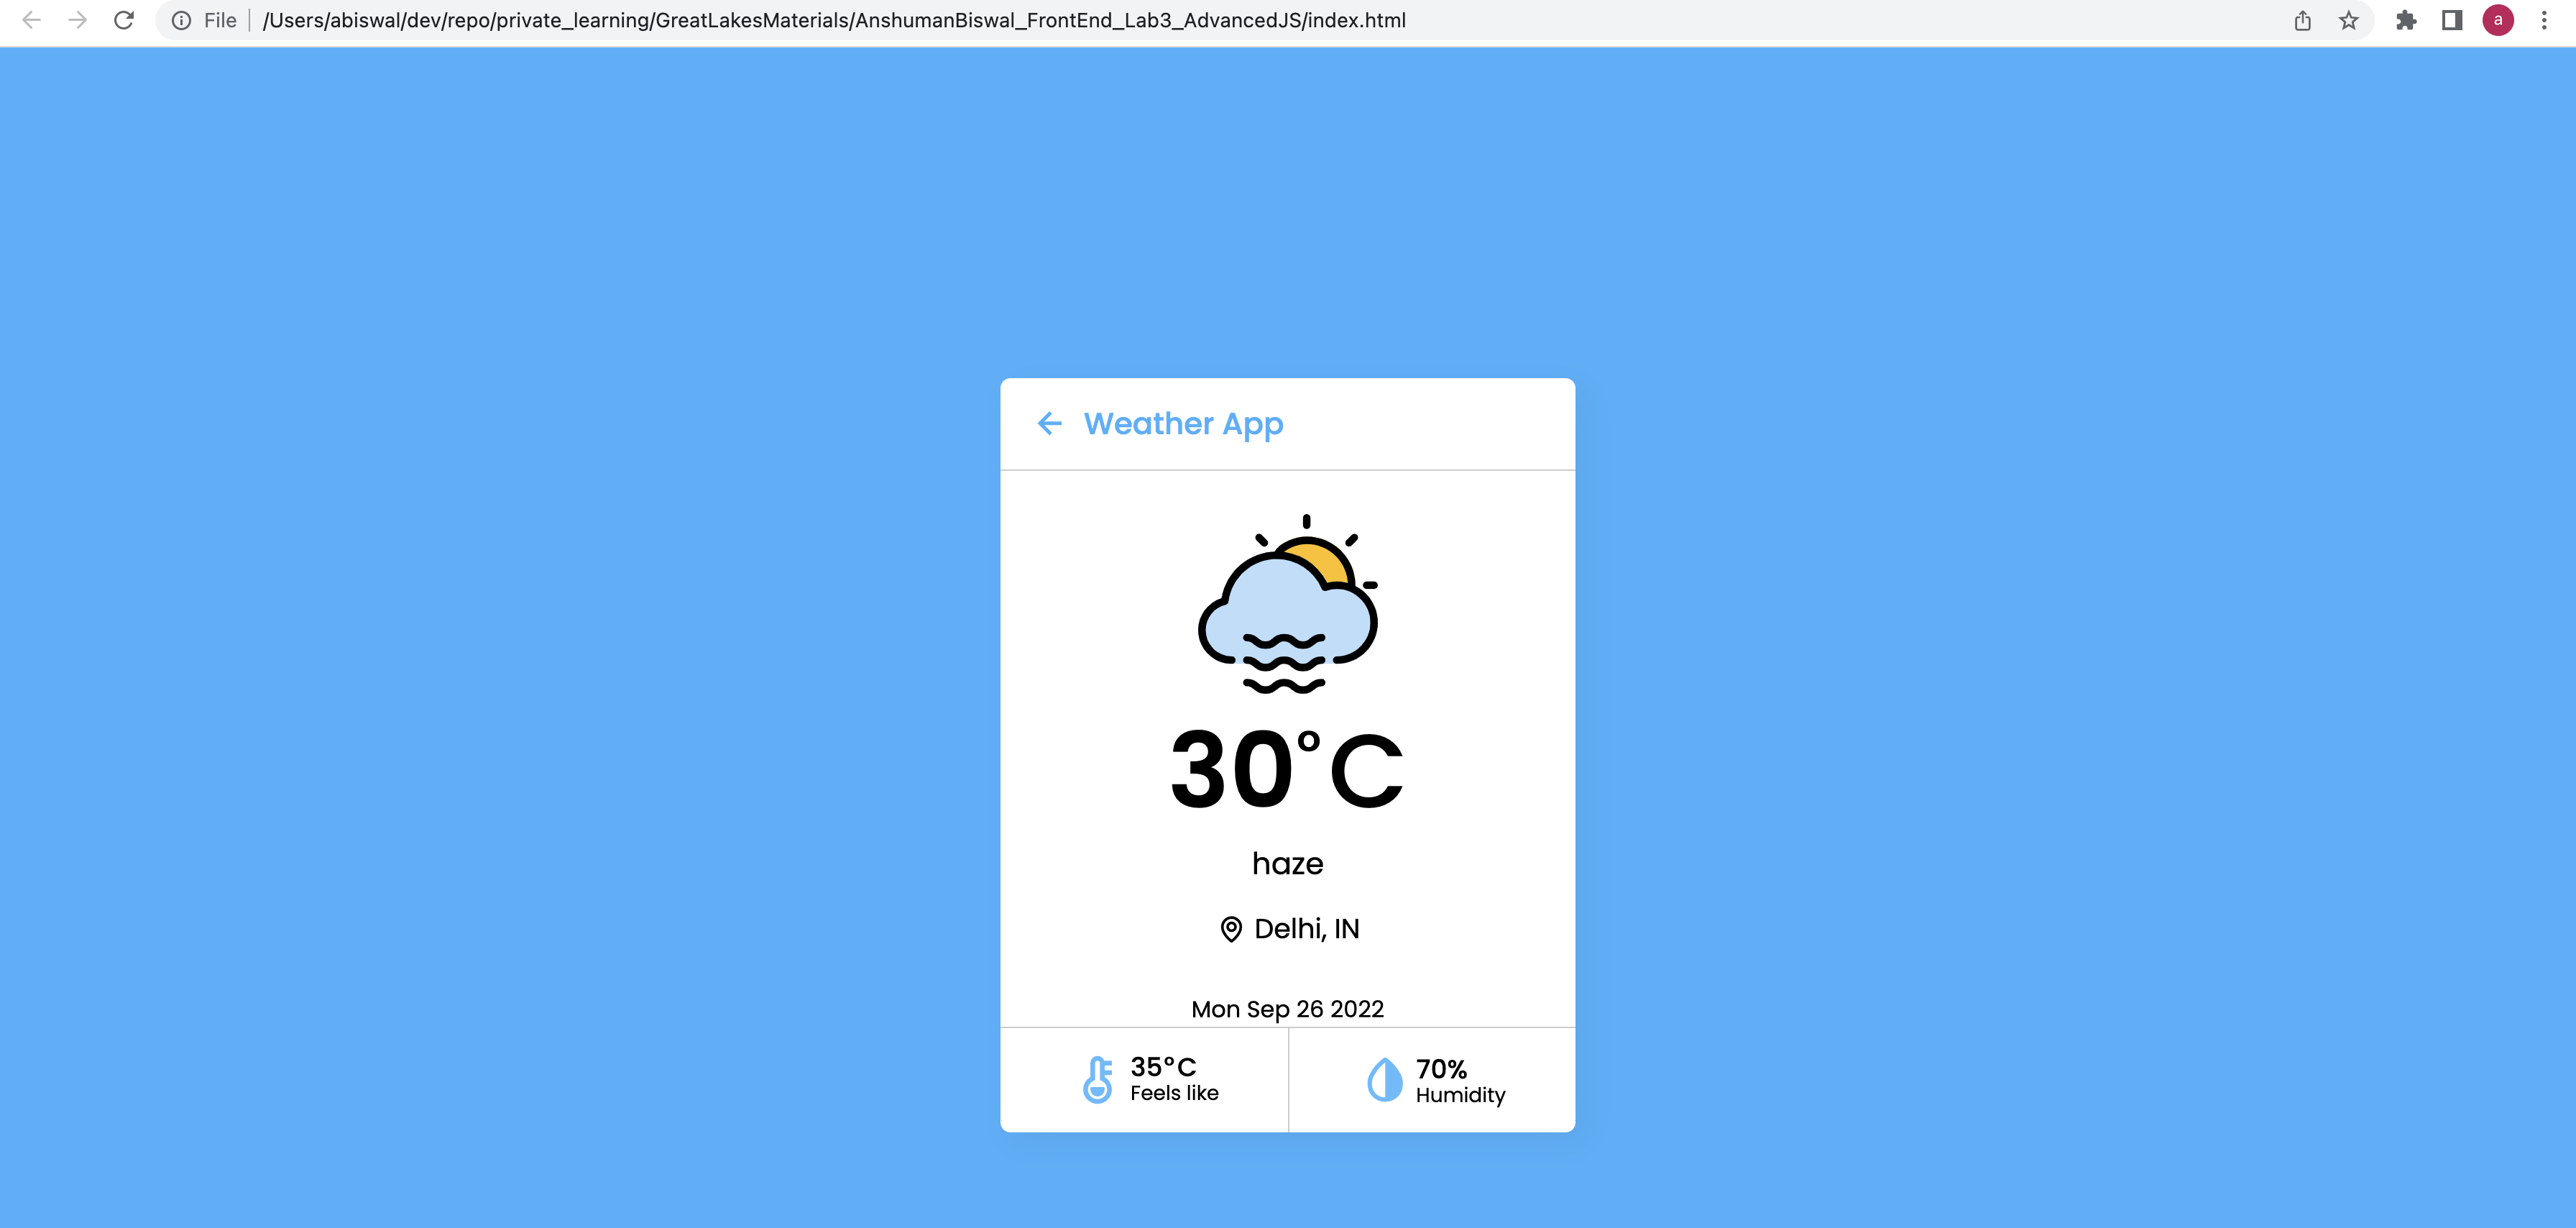 File /Users/abiswal/dev/repo/private_learning/GreatLakesMaterials/AnshumanBiswal_FrontEnd_Lab3_AdvancedJS/index.html
a
Weather App
30°C
haze
Delhi, IN
Mon Sep 26 2022
35°C
Feels like
70%
Humidity